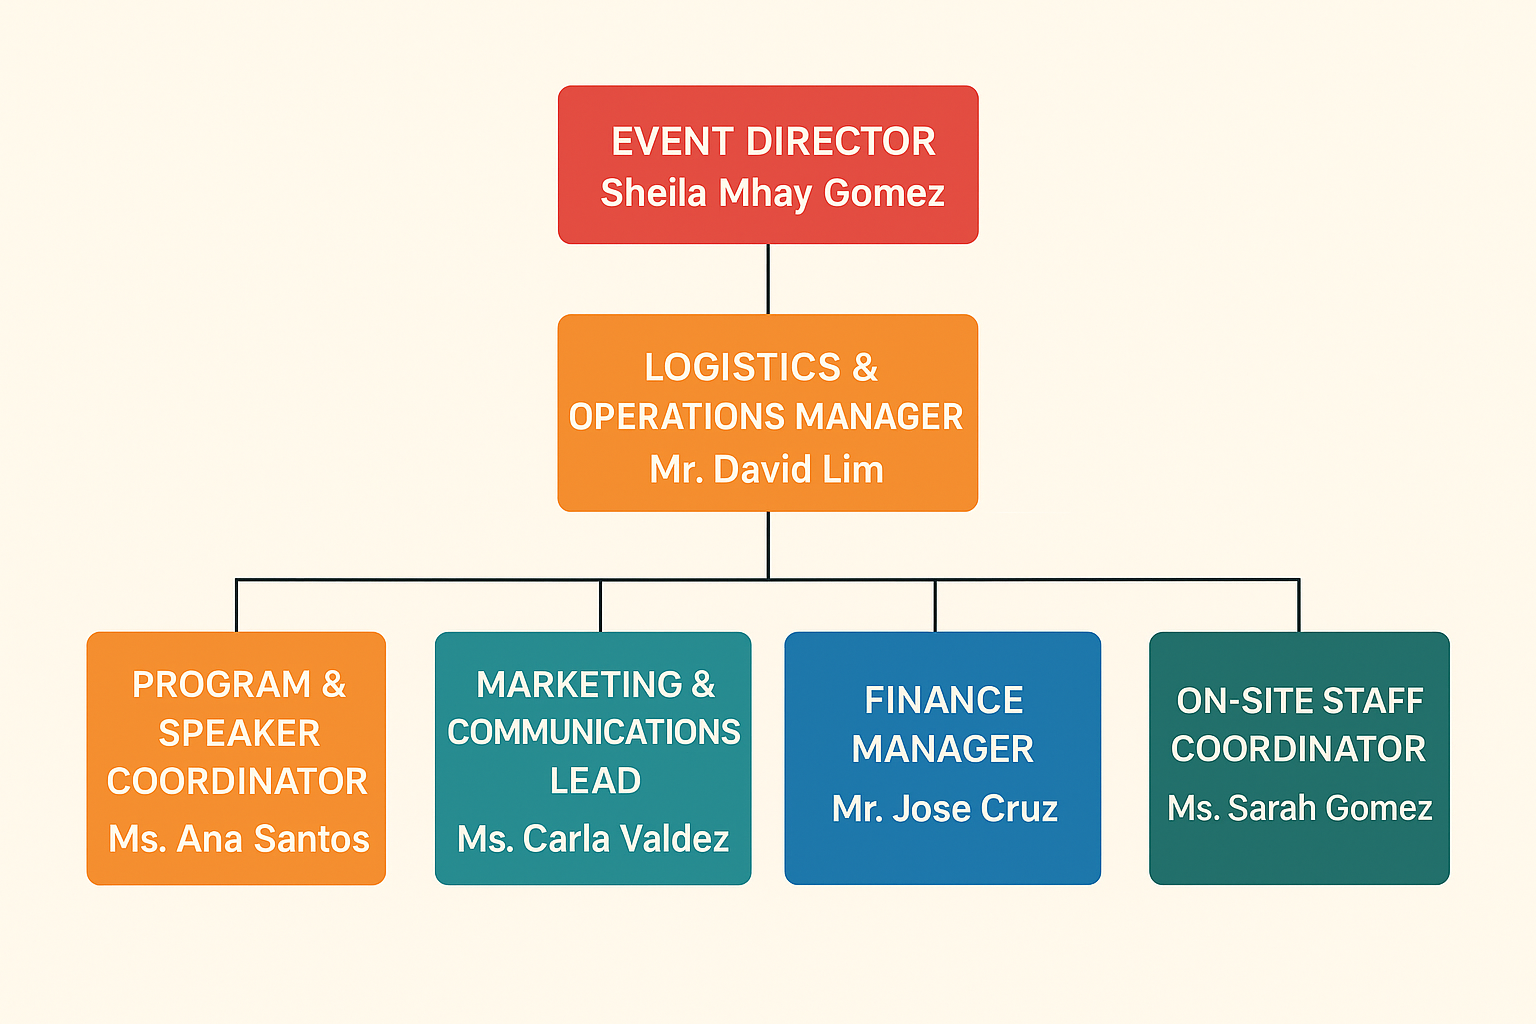 EVENT DIRECTOR
Sheila Mhay Gomez
LOGISTICS &
OPERATIONS MANAGER
Mr. David Lim
PROGRAM &
SPEAKER
COORDINATOR
Ms. Ana Santos
MARKETING &
COMMUNICATIONS
LEAD
Ms. Carla Valdez
FINANCE
MANAGER
Mr. Jose Cruz
ON-SITE STAFF
COORDINATOR
Ms. Sarah Gomez